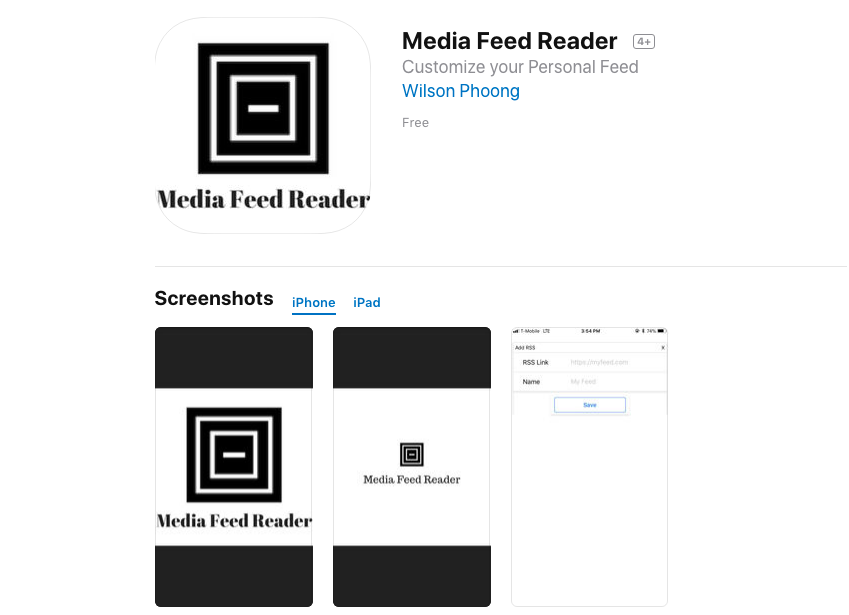 Media Feed Reader 4+
Customize your Personal Feed
Wilson Phoong
Free
Media Feed Reader
Screenshots iPhone iPad
Media Feed Reader
Media Feed Reader
T-Mobile LTE 3:54 PM 74%
Add RSS X
RSS Link https://myfeed.com
Name My Feed
Save